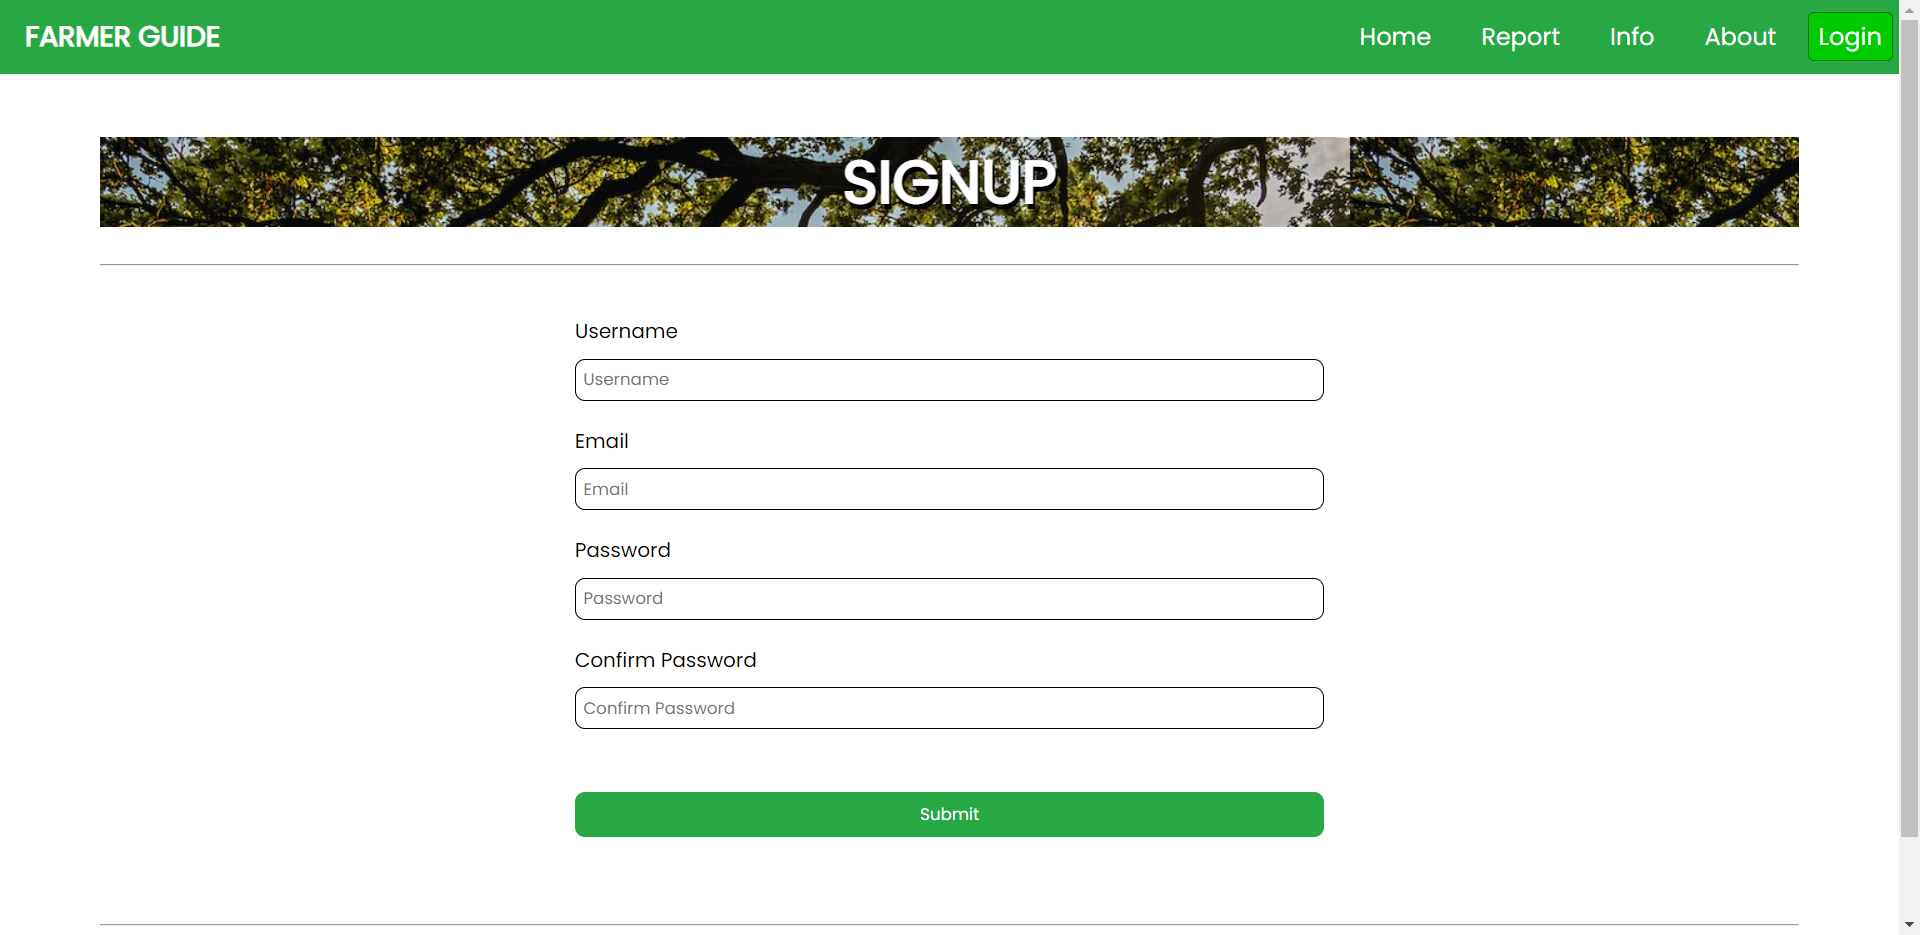 FARMER GUIDE
Home Report Info About Login
SIGNUP
Username
Username
Email
Email
Password
Password
Confirm Password
Confirm Password
Submit